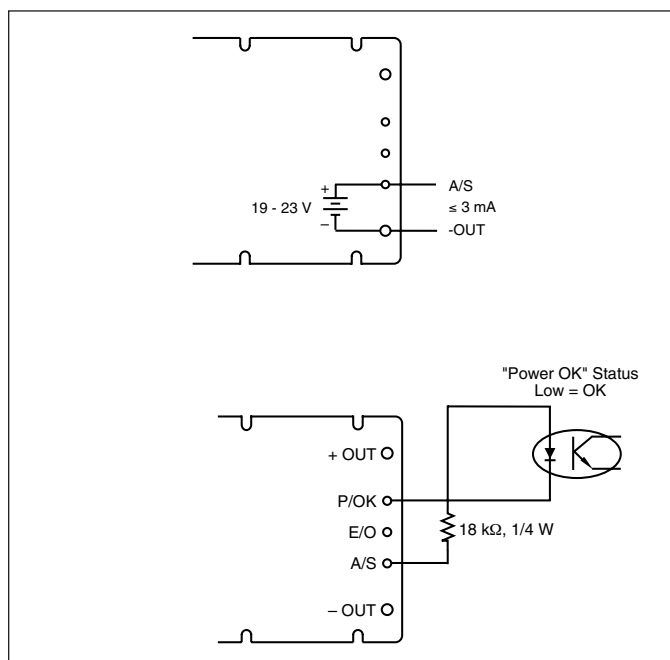 +
19 - 23 V
–
A/S
≤ 3 mA
-OUT
"Power OK" Status
Low = OK
+ OUT
P/OK
E/O
A/S
18 kΩ, 1/4 W
– OUT